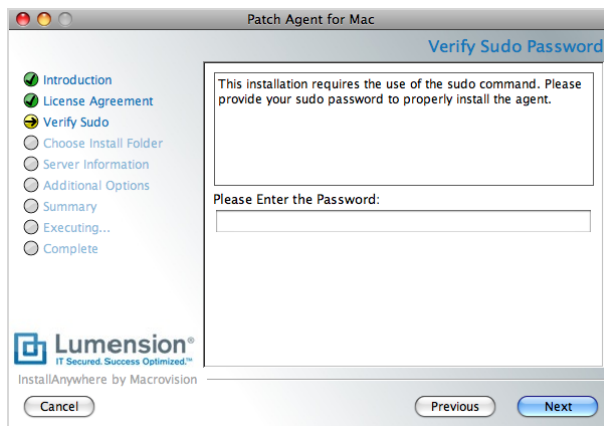 Patch Agent for Mac
Verify Sudo Password
Introduction
License Agreement
Verify Sudo
Choose Install Folder
Server Information
Additional Options
Summary
Executing...
Complete
This installation requires the use of the sudo command. Please
provide your sudo password to properly install the agent.
Please Enter the Password:
Lumension®
IT Secured. Success Optimized.™
InstallAnywhere by Macrovision
Cancel
Previous
Next